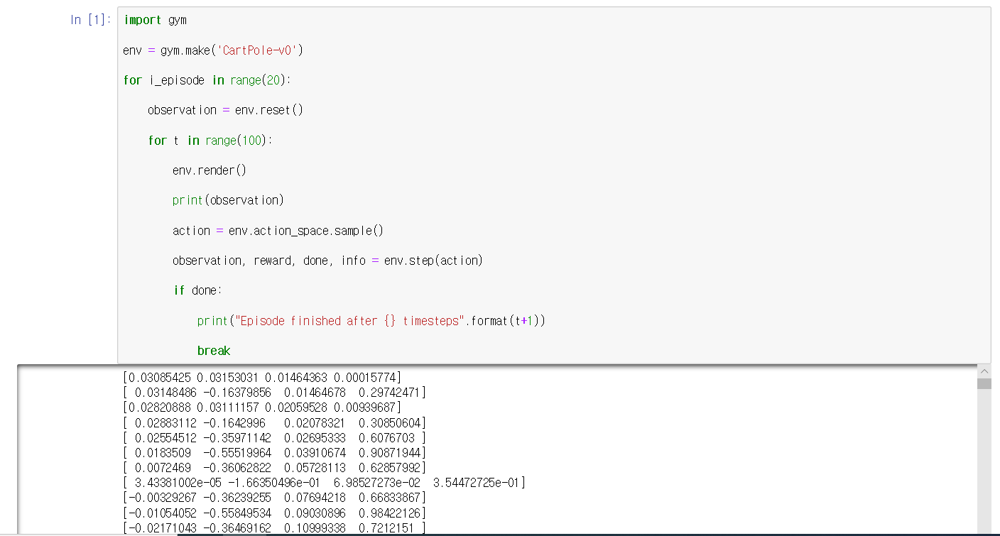 In [1]: import gym
env = gym.make('CartPole-v0')
for i_episode in range(20):
    observation = env.reset()
    for t in range(100):
        env.render()
        print(observation)
        action = env.action_space.sample()
        observation, reward, done, info = env.step(action)
        if done:
            print("Episode finished after {} timesteps".format(t+1))
            break
[0.03085425 0.03153031 0.01464363 0.00015774]
[ 0.03148486 -0.16379856  0.01464678  0.29742471]
[0.02820888 0.03111157 0.02059528 0.00939687]
[ 0.02883112 -0.1642996   0.02078321  0.30850604]
[ 0.02554512 -0.35971142  0.02695333  0.6076703 ]
[ 0.0183509  -0.55519964  0.03910674  0.90871944]
[ 0.0072469  -0.36062822  0.05728113  0.62857992]
[ 3.43381002e-05 -1.66350496e-01  6.98527273e-02  3.54472725e-01]
[-0.00329267 -0.36239255  0.07694218  0.66833867]
[-0.01054052 -0.55849534  0.09030896  0.98422126]
[-0.02171043 -0.36469162  0.10999338  0.7212151 ]